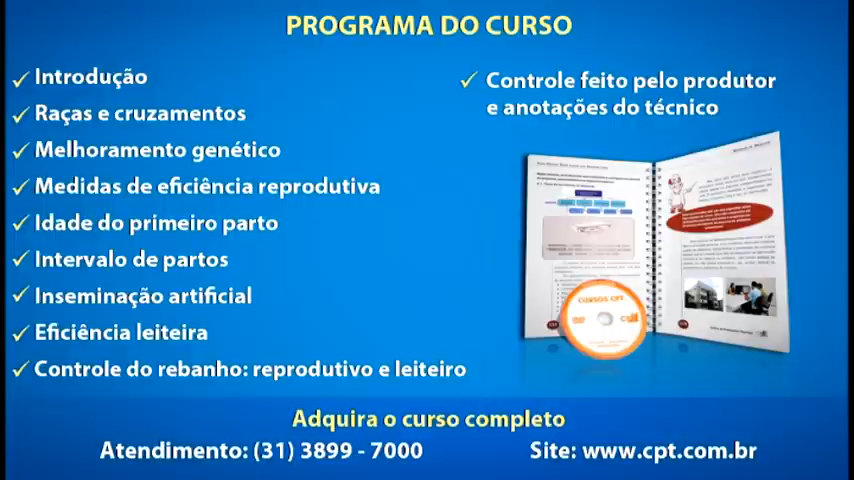 PROGRAMA DO CURSO
Introdução
Raças e cruzamentos
Melhoramento genético
Medidas de eficiência reprodutiva
Idade do primeiro parto
Intervalo de partos
Inseminação artificial
Eficiência leiteira
Controle do rebanho: reprodutivo e leiteiro
Controle feito pelo produtor
e anotações do técnico
CURSOS CPT
Adquira o curso completo
Atendimento: (31) 3899 - 7000
Site: www.cpt.com.br